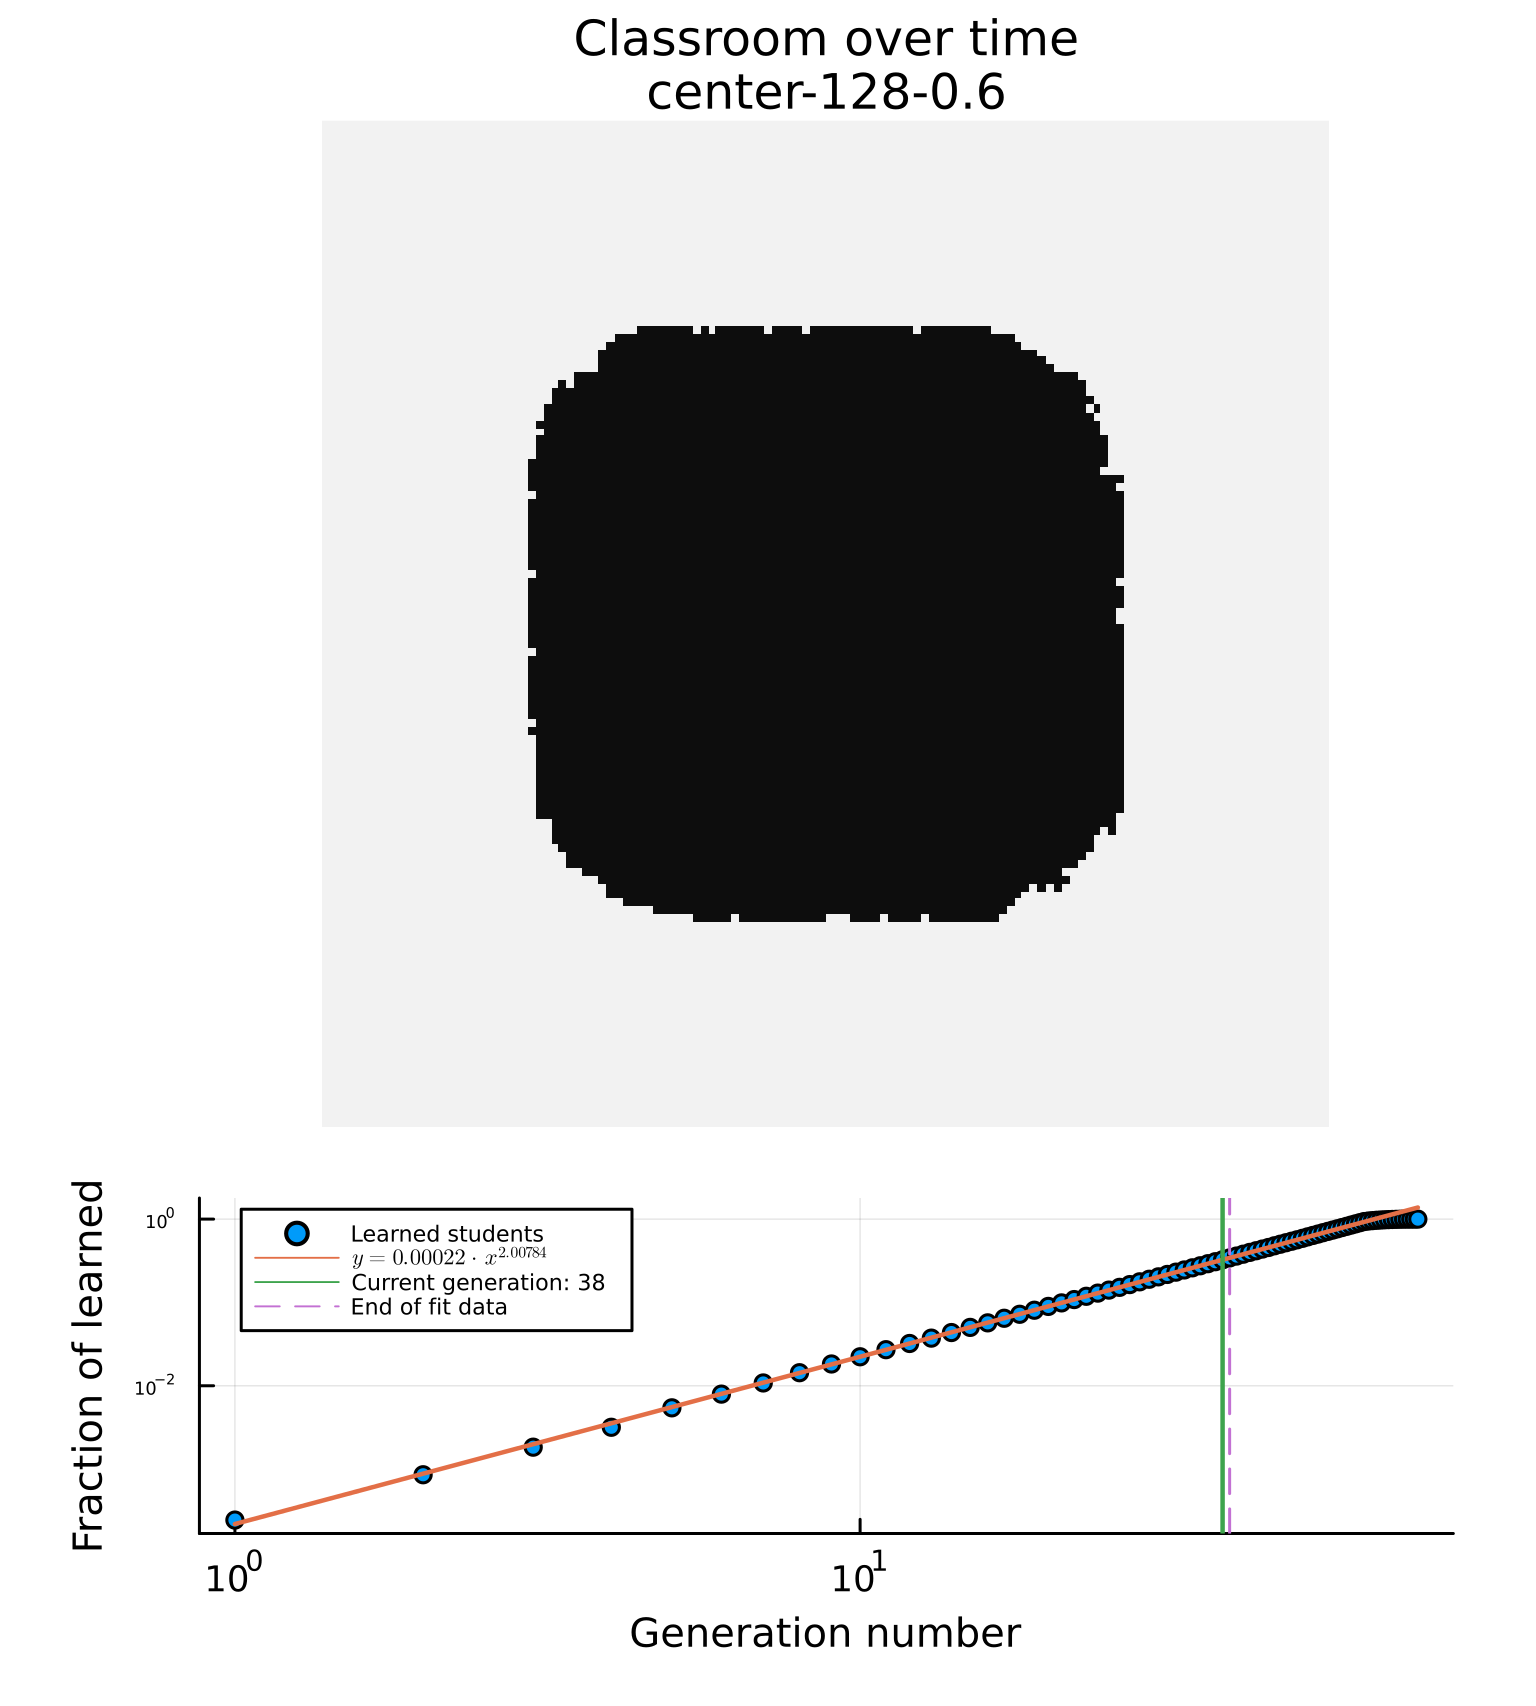 Classroom over time
center-128-0.6
Fraction of learned
10^0
10^-2
Learned students
y = 0.00022 · x^2.00784
Current generation: 38
End of fit data
10^0
10^1
Generation number